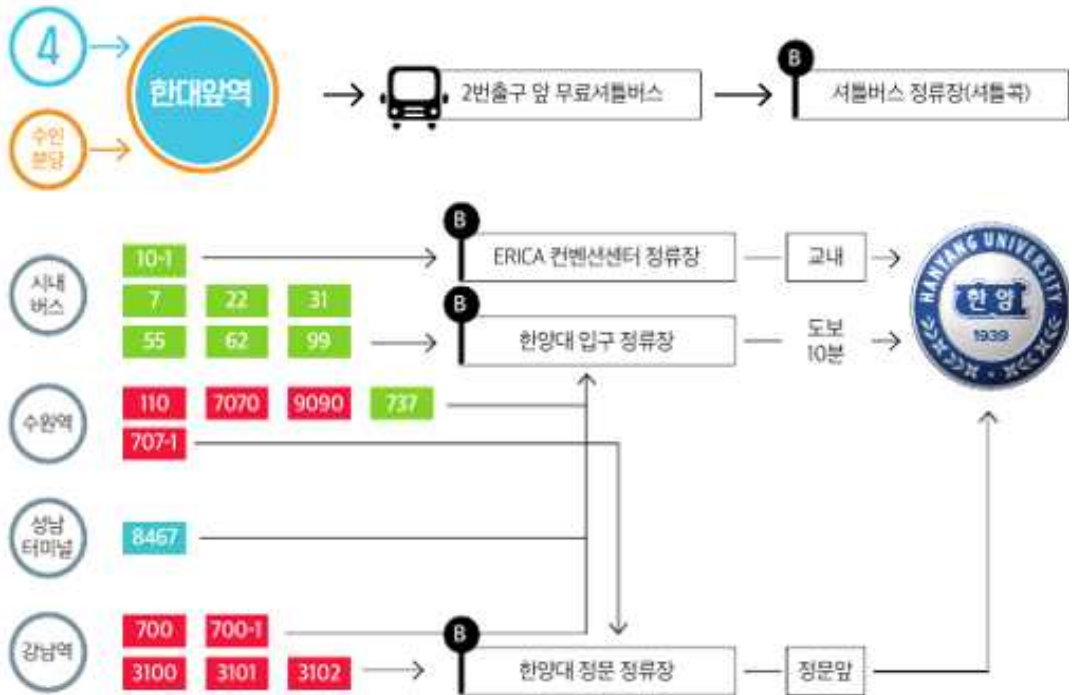 4
한대앞역
2번출구 앞 무료셔틀버스
B
셔틀버스 정류장(셔틀콕)
수인
분당
시내
버스
10-1
7 22 31
55 62 99
B
ERICA 컨벤션센터 정류장
교내
B
한양대 입구 정류장
도보
10분
HANYANG UNIVERSITY
한양
1939
수원역
110 7070 9090 737
707-1
성남
터미널
8467
강남역
700 700-1
3100 3101 3102
B
한양대 정문 정류장
정문앞